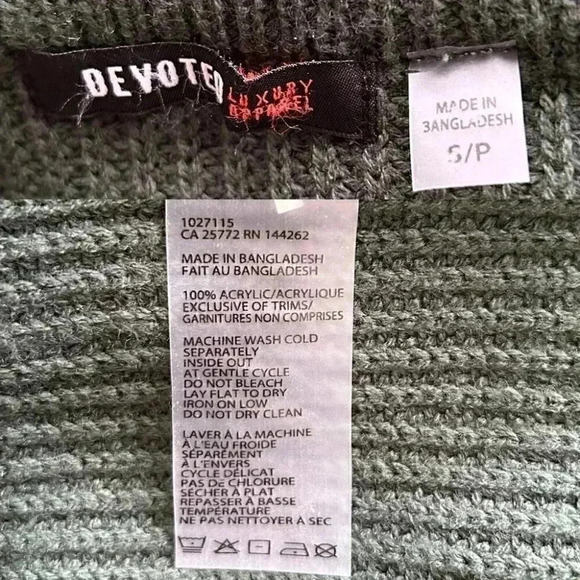 DEVOTED
LUXURY
APPAREL
MADE IN
BANGLADESH
S/P
1027115
CA 25772 RN 144262
MADE IN BANGLADESH
FAIT AU BANGLADESH
100% ACRYLIC/ACRYLIQUE
EXCLUSIVE OF TRIMS/
GARNITURES NON COMPRISES
MACHINE WASH COLD
SEPARATELY
INSIDE OUT
AT GENTLE CYCLE
DO NOT BLEACH
LAY FLAT TO DRY
IRON ON LOW
DO NOT DRY CLEAN
LAVER À LA MACHINE
À L'EAU FROIDE
SÉPARÉMENT
À L'ENVERS
CYCLE DÉLICAT
PAS DE CHLORURE
SÉCHER À PLAT
REPASSER À BASSE
TEMPÉRATURE
NE PAS NETTOYER À SEC